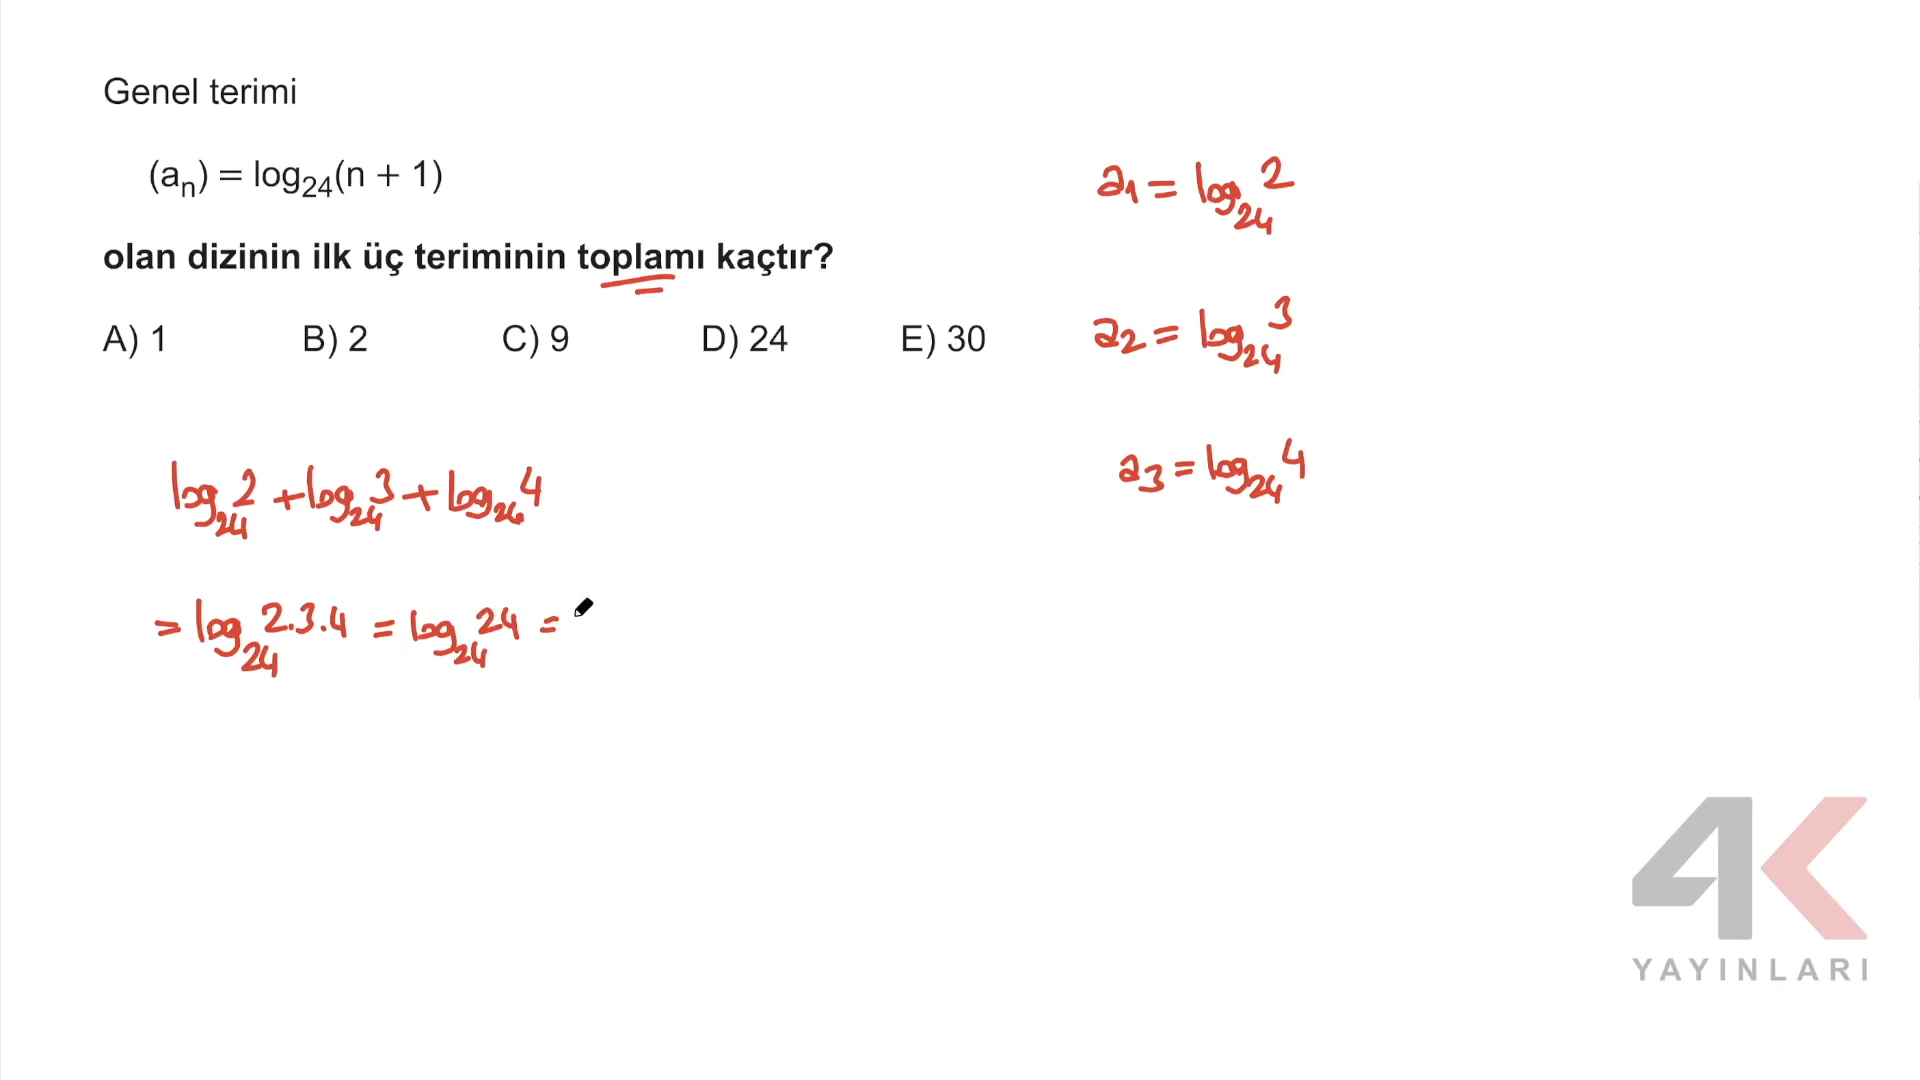 Genel terimi
(aₙ) = log₂₄(n + 1)
olan dizinin ilk üç teriminin toplamı kaçtır?
A) 1 B) 2 C) 9 D) 24 E) 30
log₂₄2 + log₂₄3 + log₂₄4
= log₂₄2.3.4 = log₂₄24 =
a₁ = log₂₄2
a₂ = log₂₄3
a₃ = log₂₄4
4K
YAYINLARI